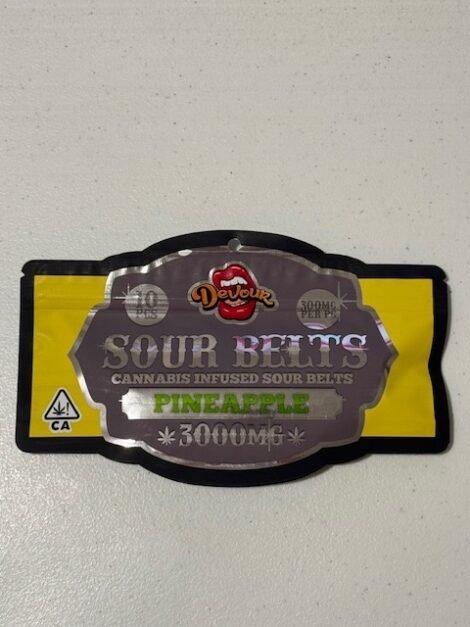 Devour
10
PCS
300MG
PER PC
SOUR BELTS
CANNABIS INFUSED SOUR BELTS
PINEAPPLE
3000MG
!
CA